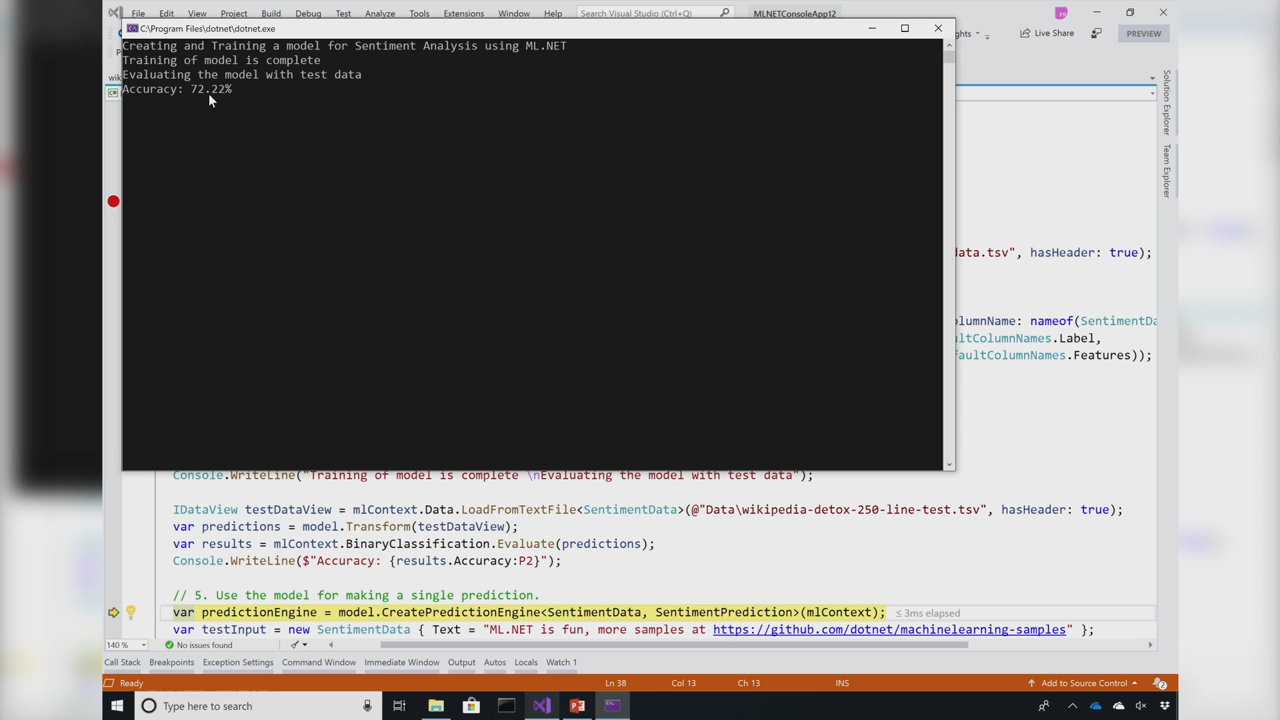 File Edit View Project Build Debug Test Analyze Tools Extensions Window Help Search Visual Studio (Ctrl+Q) MLNETConsoleApp12
C:\Program Files\dotnet\dotnet.exe
Live Share PREVIEW
Creating and Training a model for Sentiment Analysis using ML.NET
Training of model is complete
Evaluating the model with test data
Accuracy: 72.22%
Solution Explorer
Team Explorer
data.tsv", hasHeader: true);
olumnName: nameof(SentimentDa
ultColumnNames.Label,
faultColumnNames.Features));
Console.WriteLine("Training of model is complete \nEvaluating the model with test data");
IDataView testDataView = mlContext.Data.LoadFromTextFile<SentimentData>(@"Data\wikipedia-detox-250-line-test.tsv", hasHeader: true);
var predictions = model.Transform(testDataView);
var results = mlContext.BinaryClassification.Evaluate(predictions);
Console.WriteLine($"Accuracy: {results.Accuracy:P2}");
// 5. Use the model for making a single prediction.
var predictionEngine = model.CreatePredictionEngine<SentimentData, SentimentPrediction>(mlContext); ≤ 3ms elapsed
var testInput = new SentimentData { Text = "ML.NET is fun, more samples at https://github.com/dotnet/machinelearning-samples" };
140 % No issues found
Call Stack Breakpoints Exception Settings Command Window Immediate Window Output Autos Locals Watch 1
Ready Ln 38 Col 13 Ch 13 INS Add to Source Control 2
Type here to search